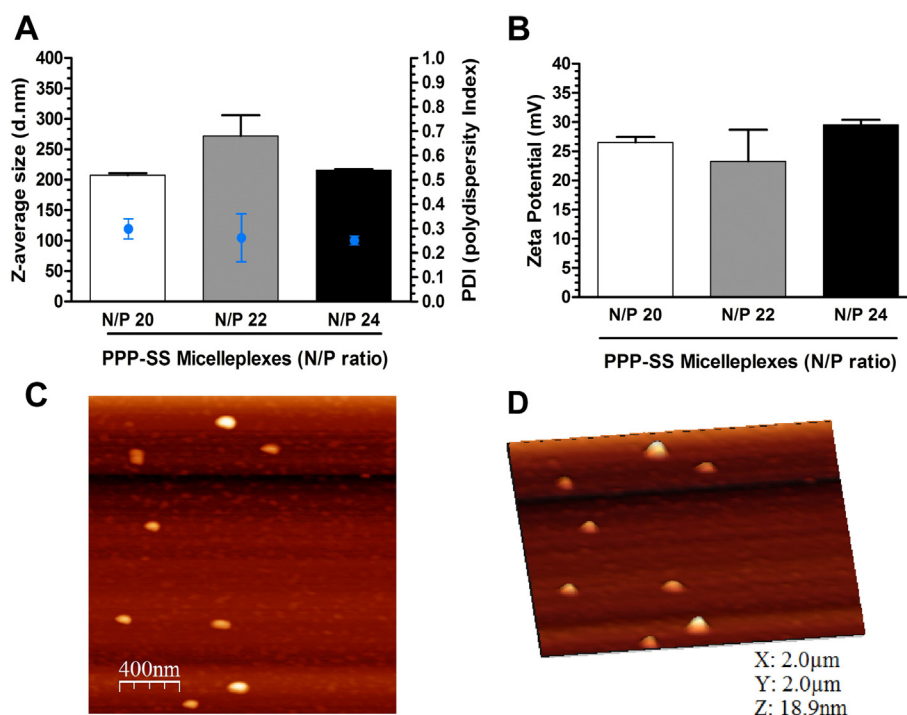 A
Z-average size (d.nm)
400
350
300
250
200
150
100
50
0
1.0
0.9
0.8
0.7
0.6
0.5
0.4
0.3
0.2
0.1
0.0
PDI (polydispersity Index)
N/P 20 N/P 22 N/P 24
PPP-SS Micelleplexes (N/P ratio)
B
Zeta Potential (mV)
40
35
30
25
20
15
10
5
0
N/P 20 N/P 22 N/P 24
PPP-SS Micelleplexes (N/P ratio)
C
400nm
D
X: 2.0µm
Y: 2.0µm
Z: 18.9nm